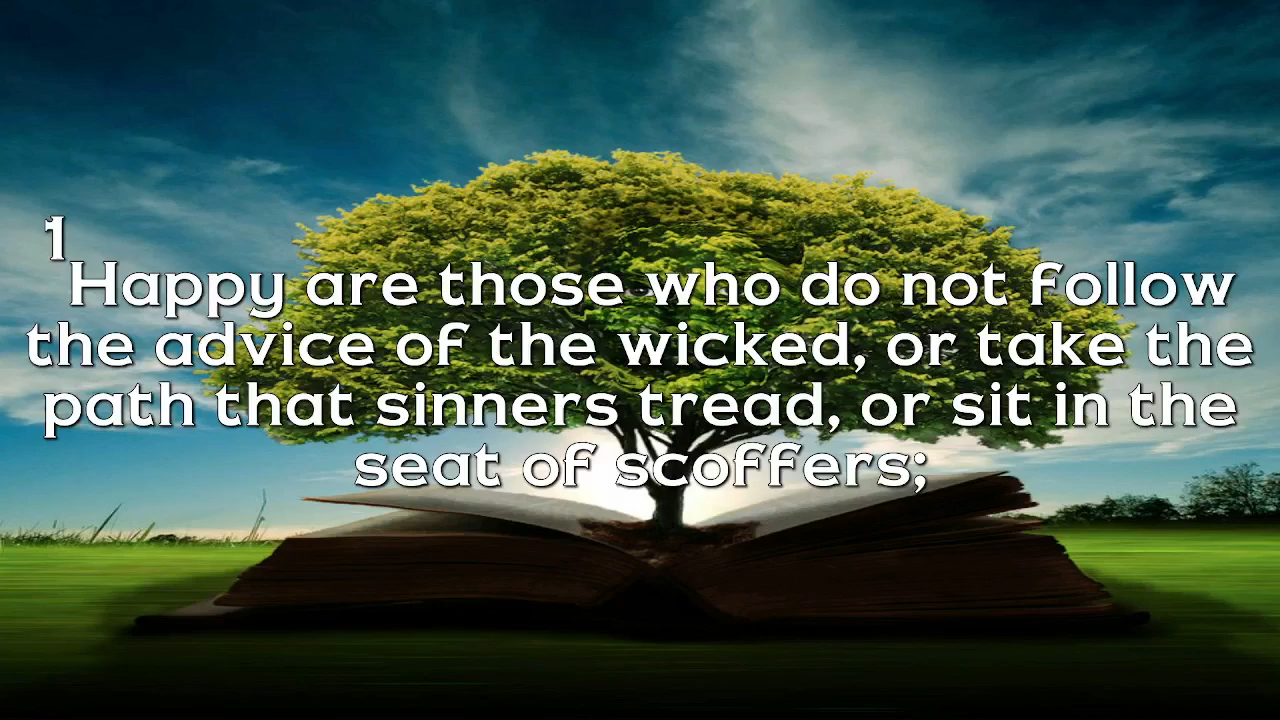 1
Happy are those who do not follow
the advice of the wicked, or take the
path that sinners tread, or sit in the
seat of scoffers;